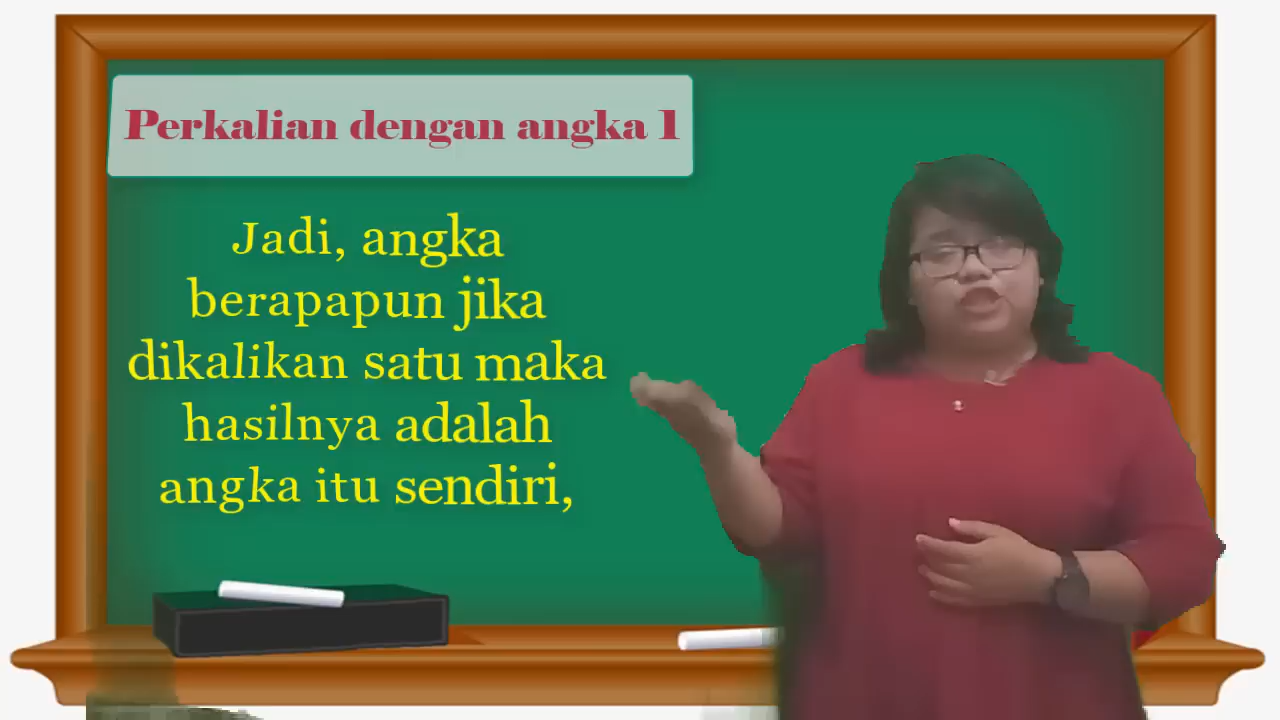 Perkalian dengan angka 1
Jadi, angka
berapapun jika
dikalikan satu maka
hasilnya adalah
angka itu sendiri,